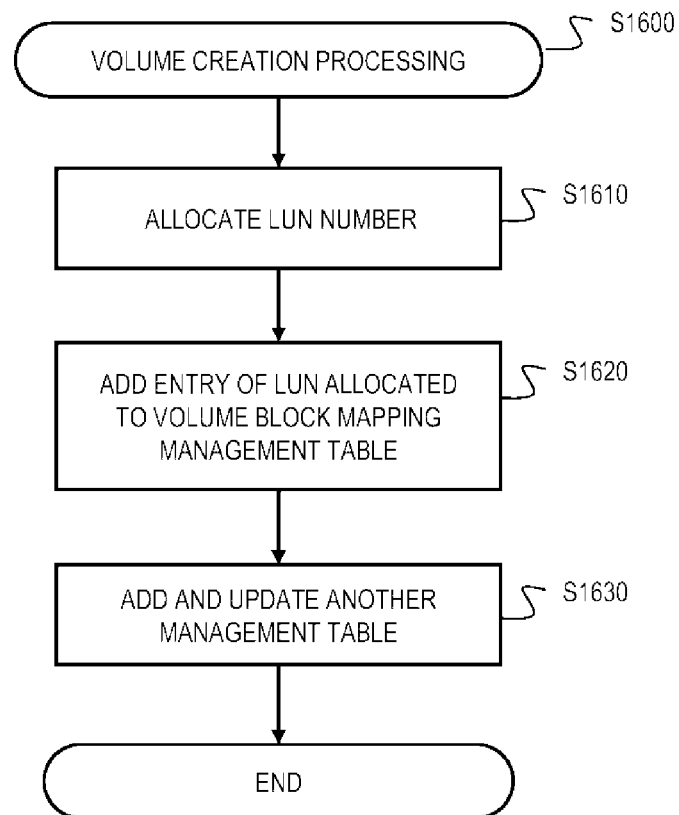 S1600
VOLUME CREATION PROCESSING
S1610
ALLOCATE LUN NUMBER
S1620
ADD ENTRY OF LUN ALLOCATED
TO VOLUME BLOCK MAPPING
MANAGEMENT TABLE
S1630
ADD AND UPDATE ANOTHER
MANAGEMENT TABLE
END